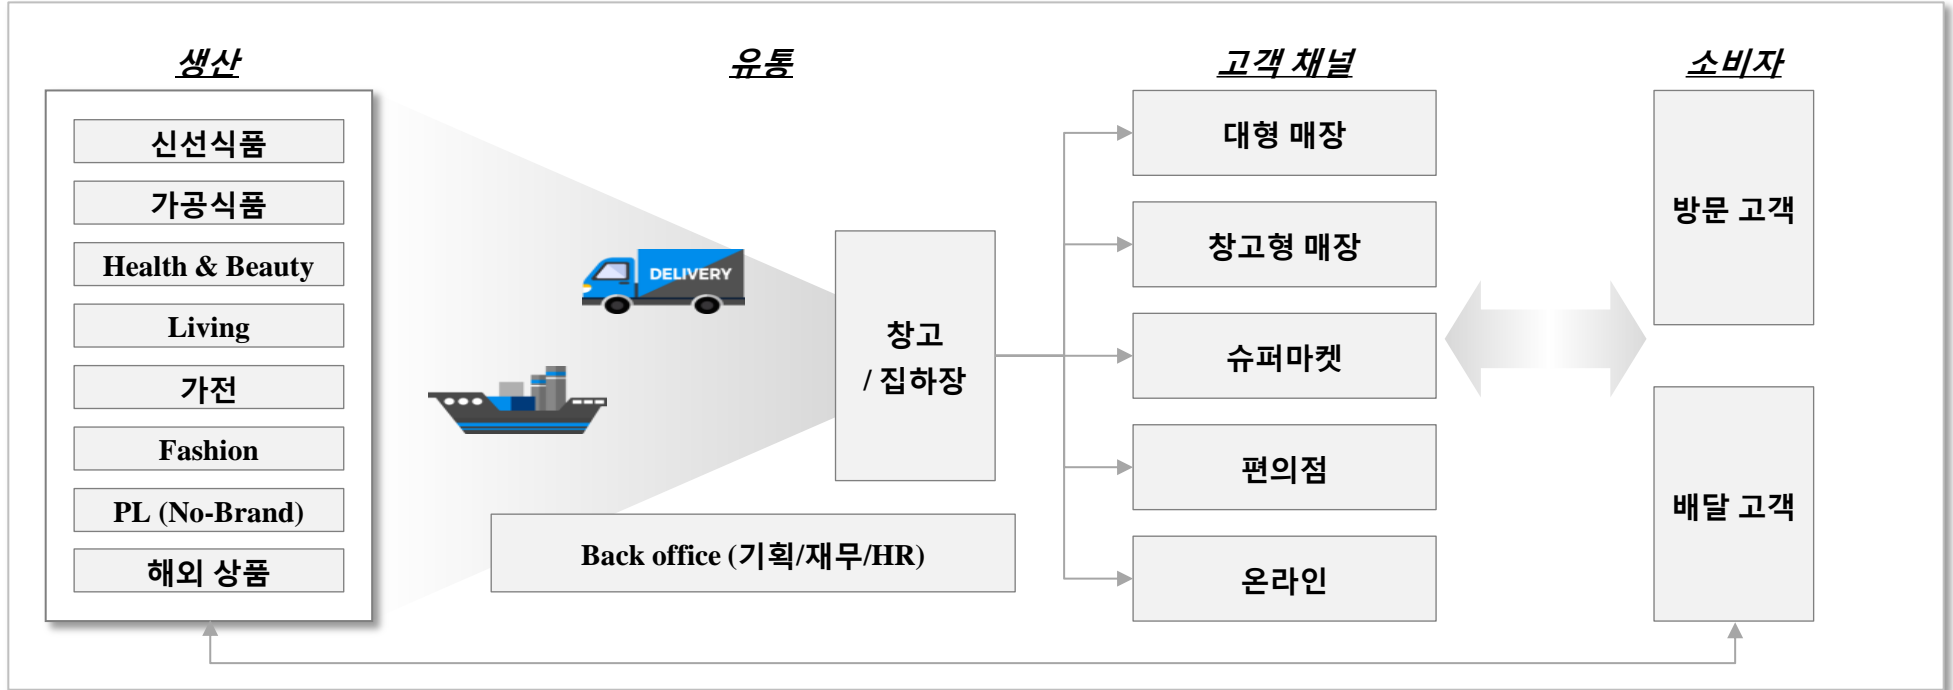 생산
신선식품
가공식품
Health & Beauty
Living
가전
Fashion
PL (No-Brand)
해외 상품
유통
DELIVERY
창고
/ 집하장
Back office (기획/재무/HR)
고객 채널
대형 매장
창고형 매장
슈퍼마켓
편의점
온라인
소비자
방문 고객
배달 고객